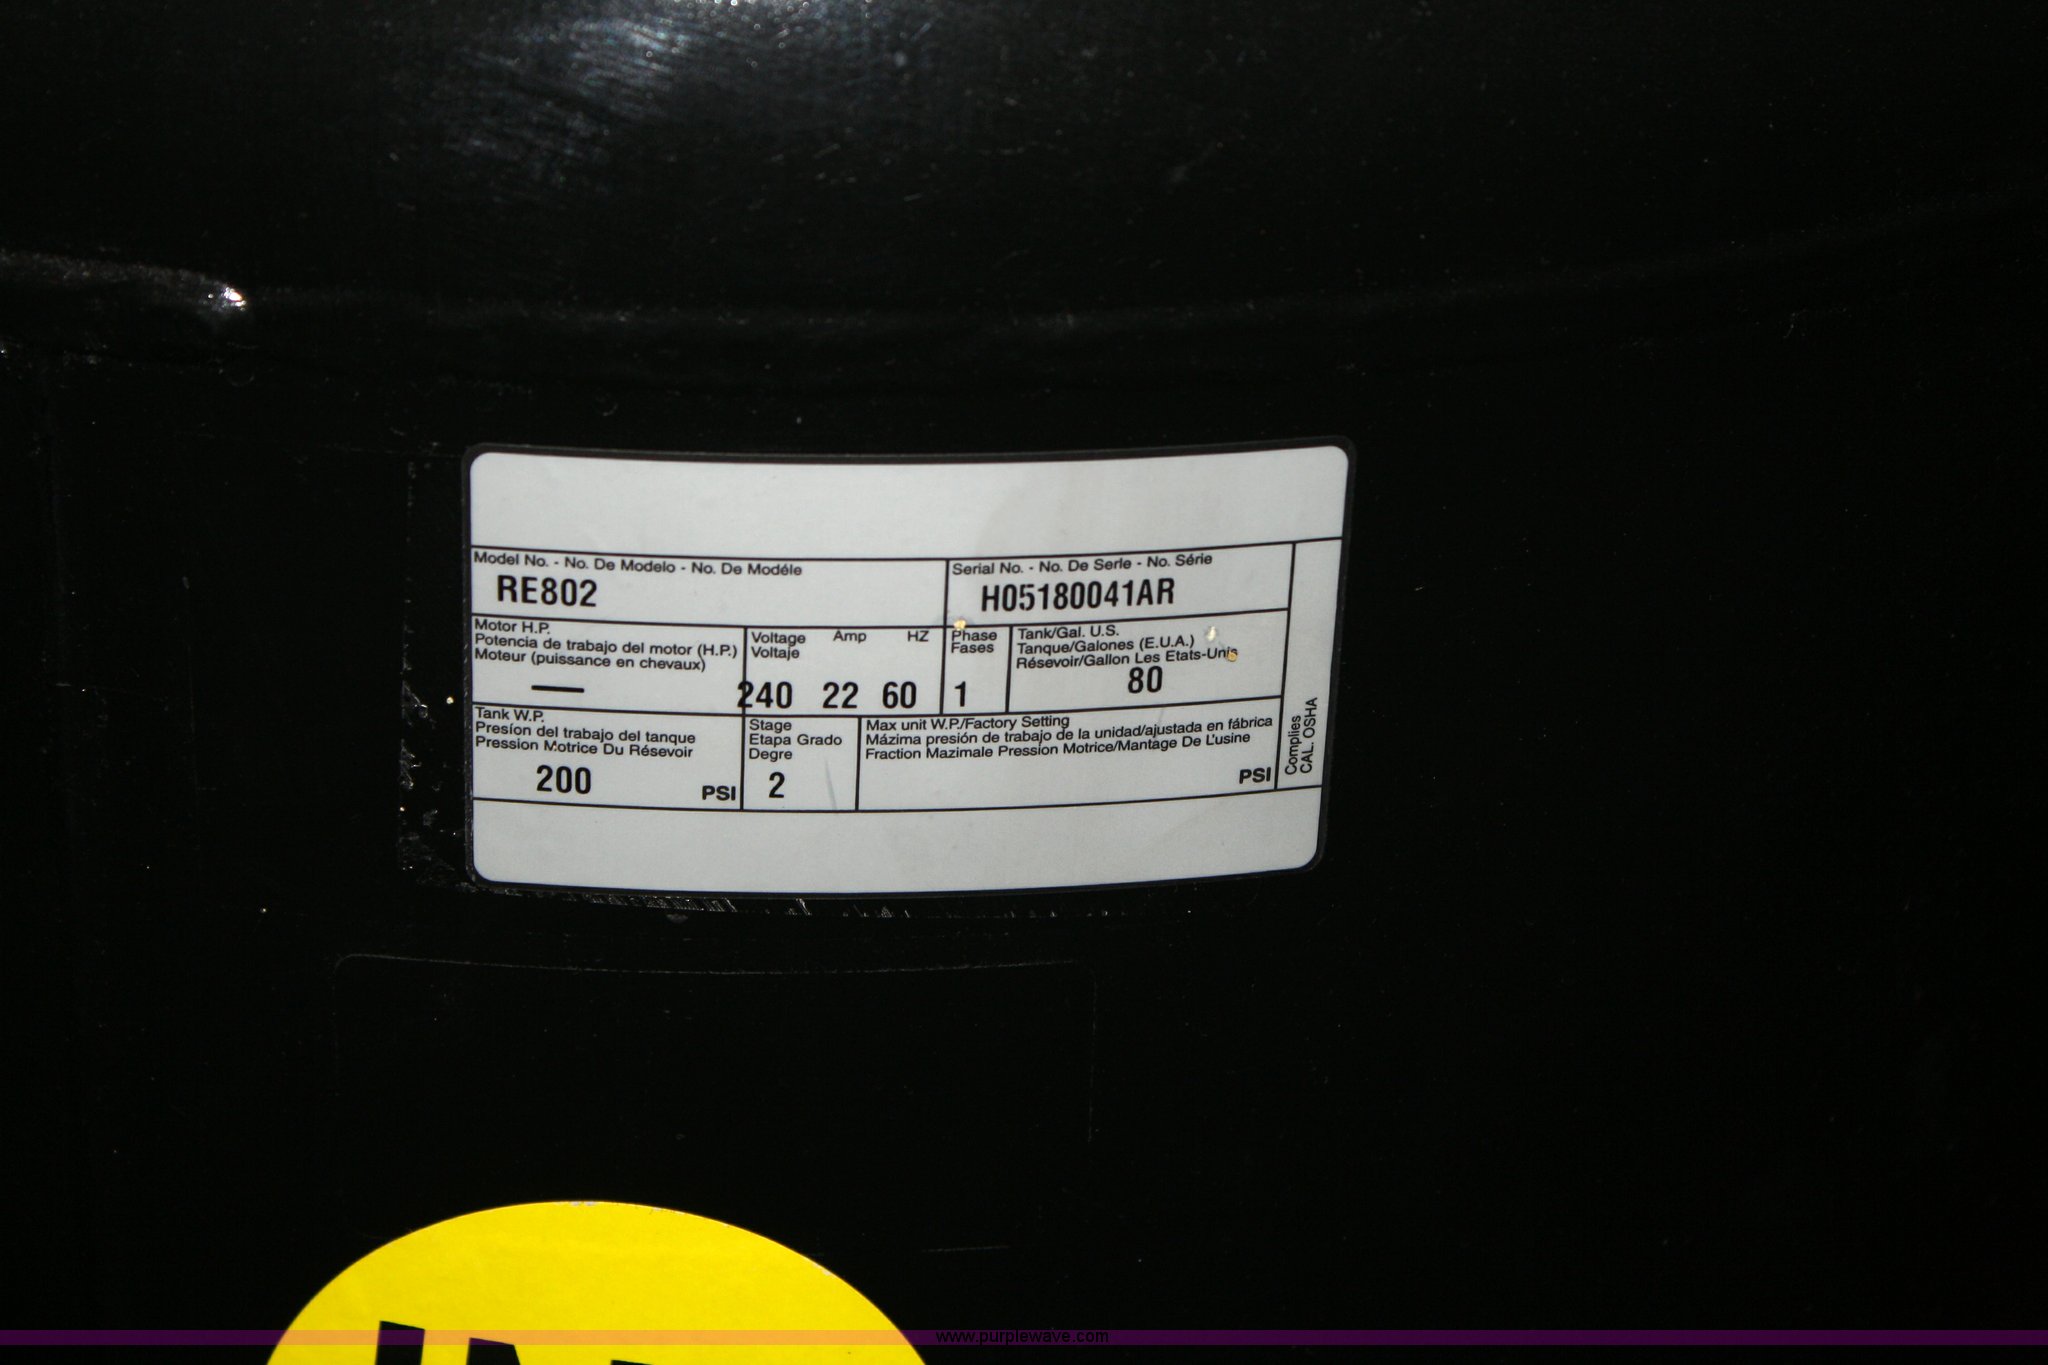 Model No. - No. De Modelo - No. De Modéle
RE802
Serial No. - No. De Serie - No. Série
H05180041AR
Motor H.P.
Potencia de trabajo del motor (H.P.)
Moteur (puissance en chevaux)
—
Voltage Amp HZ
Voltaje
240 22 60
Phase
Fases
1
Tank/Gal. U.S.
Tanque/Galones (E.U.A.)
Résevoir/Gallon Les Etats-Unis
80
Tank W.P.
Presíon del trabajo del tanque
Pression Motrice Du Résevoir
200 PSI
Stage
Etapa Grado
Degre
2
Max unit W.P./Factory Setting
Mázima presión de trabajo de la unidad/ajustada en fábrica
Fraction Mazimale Pression Motrice/Mantage De L'usine
PSI
Complies
CAL. OSHA
www.purplewave.com